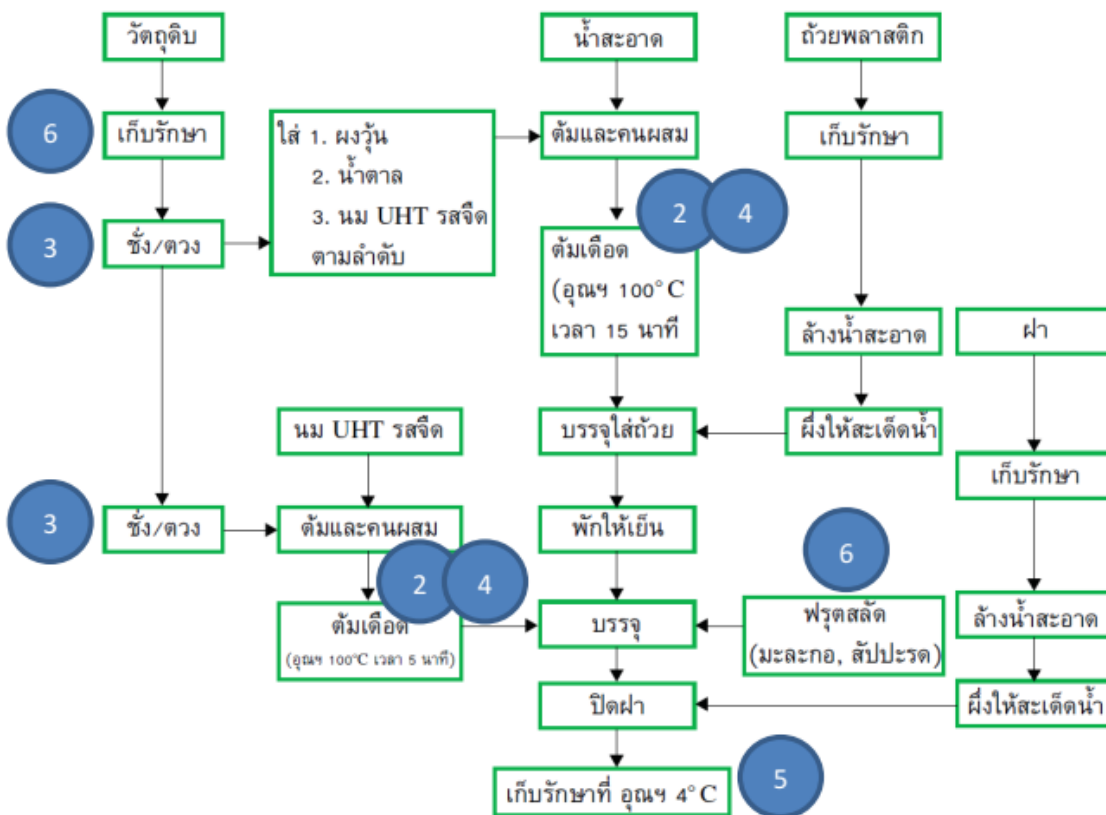 วัตถุดิบ
น้ำสะอาด
ถ้วยพลาสติก
6
เก็บรักษา
ใส่ 1. ผงวุ้น
2. น้ำตาล
3. นม UHT รสจืด
ตามลำดับ
ต้มและคนผสม
เก็บรักษา
3
ชั่ง/ตวง
2
4
ต้มเดือด
(อุณฯ 100°C
เวลา 15 นาที
ล้างน้ำสะอาด
ฝา
นม UHT รสจืด
บรรจุใส่ถ้วย
ผึ่งให้สะเด็ดน้ำ
เก็บรักษา
3
ชั่ง/ตวง
ต้มและคนผสม
พักให้เย็น
2
4
6
ต้มเดือด
(อุณฯ 100°C เวลา 5 นาที)
บรรจุ
ฟรุตสลัด
(มะละกอ, สัปปะรด)
ล้างน้ำสะอาด
ปิดฝา
ผึ่งให้สะเด็ดน้ำ
เก็บรักษาที่ อุณฯ 4°C
5